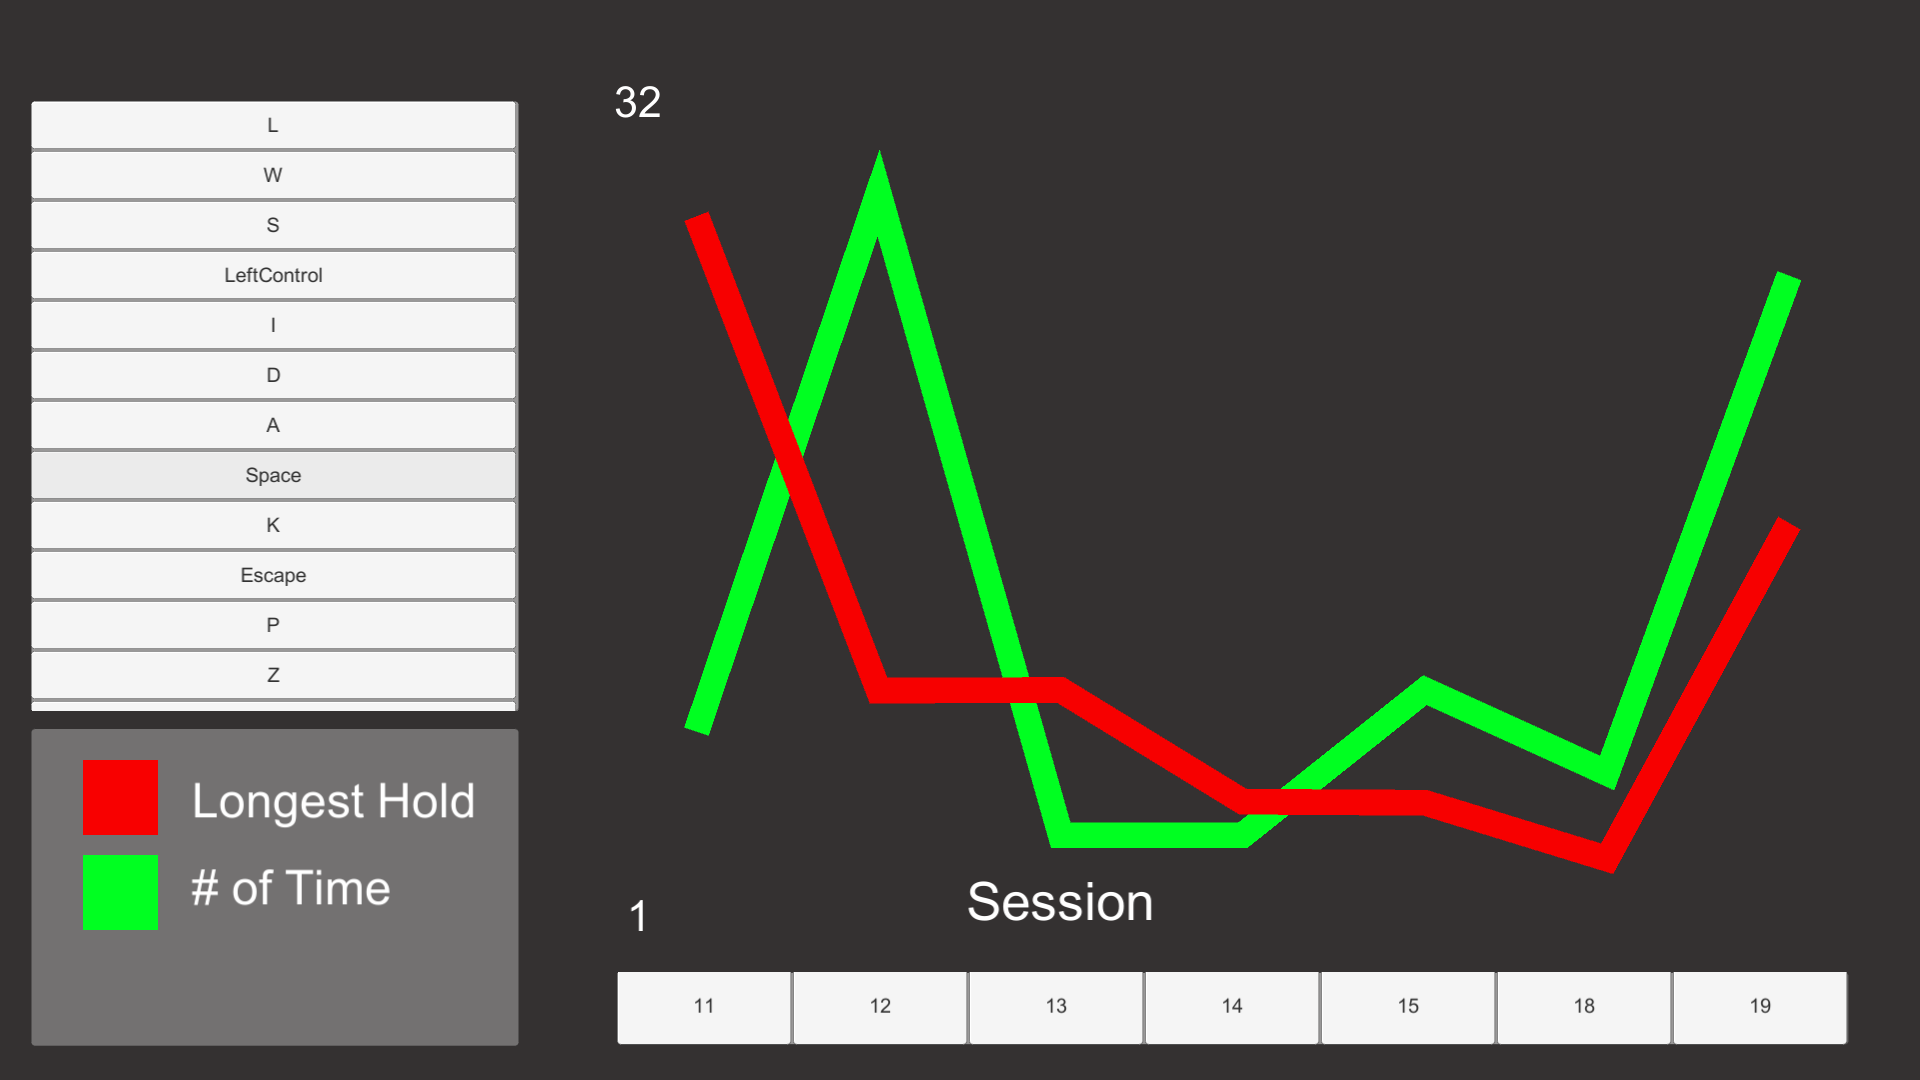 L
W
S
LeftControl
I
D
A
Space
K
Escape
P
Z
Longest Hold
# of Time
32
1
Session
11 12 13 14 15 18 19